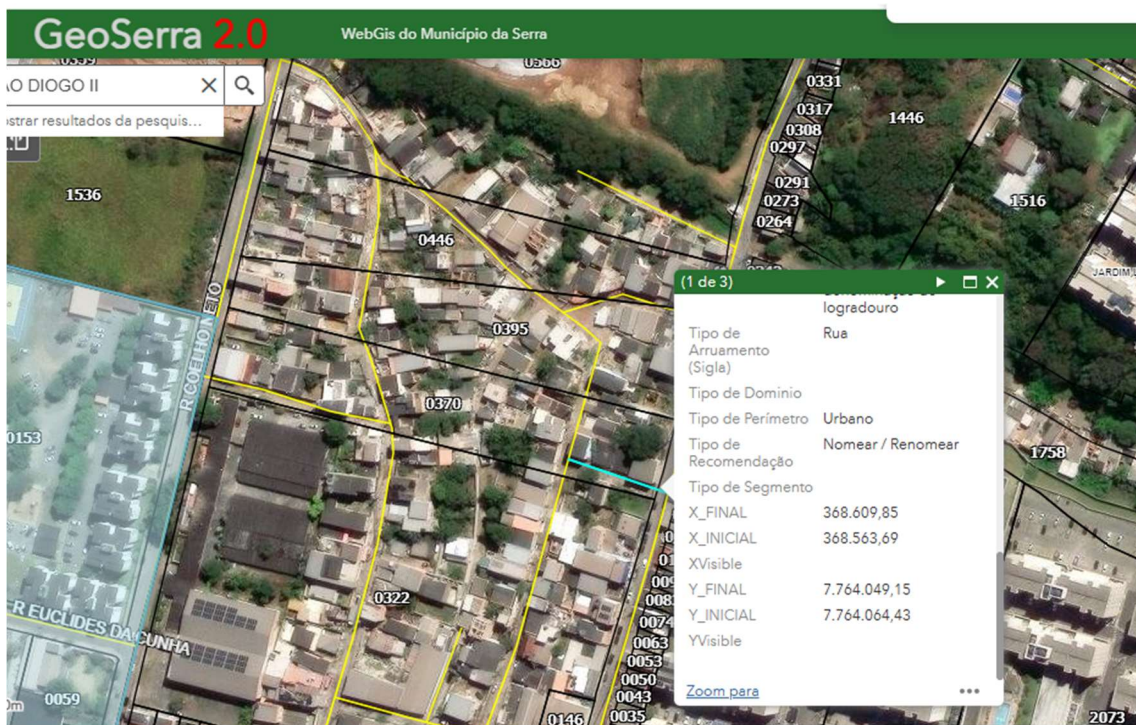 GeoSerra 2.0
WebGis do Município da Serra
AO DIOGO II
ostrar resultados da pesquis...
0566
0331
0317
0308
0297
1446
0291
0273
0264
1516
1536
0446
0395
0370
0322
0153
R COELHO NETO
R EUCLIDES DA CUNHA
0059
0146
JARDIM
1758
2073
0074
0063
0053
0050
0043
0035
(1 de 3)
logradouro
Tipo de Arruamento (Sigla) Rua
Tipo de Dominio
Tipo de Perímetro Urbano
Tipo de Recomendação Nomear / Renomear
Tipo de Segmento
X_FINAL 368.609,85
X_INICIAL 368.563,69
XVisible
Y_FINAL 7.764.049,15
Y_INICIAL 7.764.064,43
YVisible
Zoom para